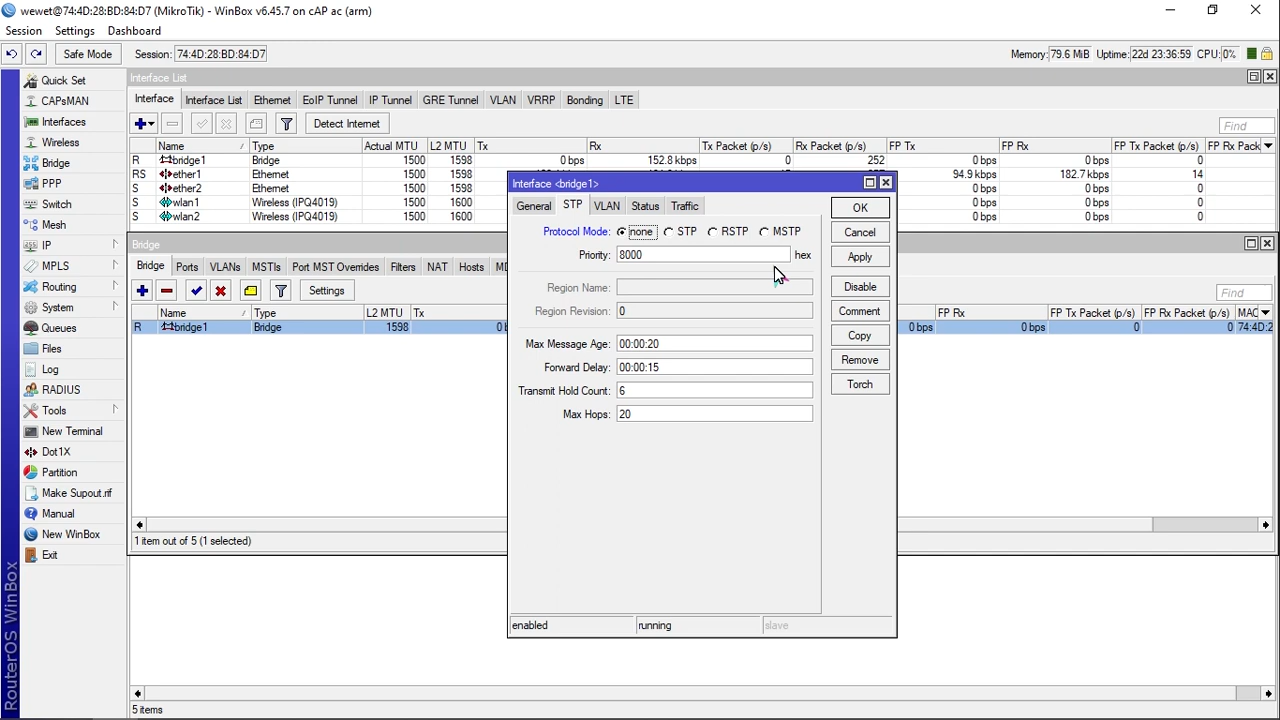 wewet@74:4D:28:BD:84:D7 (MikroTik) - WinBox v6.45.7 on cAP ac (arm)
Session Settings Dashboard
Safe Mode Session: 74:4D:28:BD:84:D7 Memory: 79.6 MiB Uptime: 22d 23:36:59 CPU: 0%
Quick Set
CAPsMAN
Interfaces
Wireless
Bridge
PPP
Switch
Mesh
IP
MPLS
Routing
System
Queues
Files
Log
RADIUS
Tools
New Terminal
Dot1X
Partition
Make Supout.rif
Manual
New WinBox
Exit
RouterOS WinBox
Interface List
Interface Interface List Ethernet EoIP Tunnel IP Tunnel GRE Tunnel VLAN VRRP Bonding LTE
Detect Internet Find
Name / Type Actual MTU L2 MTU Tx Rx Tx Packet (p/s) Rx Packet (p/s) FP Tx FP Rx FP Tx Packet (p/s) FP Rx Pack
R bridge1 Bridge 1500 1598 0 bps 152.8 kbps 0 252 0 bps 0 bps 0
RS ether1 Ethernet 1500 1598 94.9 kbps 182.7 kbps 14
S ether2 Ethernet 1500 1598 0 bps 0 bps 0
S wlan1 Wireless (IPQ4019) 1500 1600 0 bps 0 bps 0
S wlan2 Wireless (IPQ4019) 1500 1600 0 bps 0 bps 0
5 items
Bridge
Bridge Ports VLANs MSTIs Port MST Overrides Filters NAT Hosts
Settings Find
Name / Type L2 MTU Tx FP Rx FP Tx Packet (p/s) FP Rx Packet (p/s) MAC
R bridge1 Bridge 1598 0 bps 0 bps 0 0 74:4D:2
1 item out of 5 (1 selected)
Interface <bridge1>
General STP VLAN Status Traffic
Protocol Mode: none STP RSTP MSTP
Priority: 8000 hex
Region Name:
Region Revision: 0
Max Message Age: 00:00:20
Forward Delay: 00:00:15
Transmit Hold Count: 6
Max Hops: 20
OK
Cancel
Apply
Disable
Comment
Copy
Remove
Torch
enabled running slave